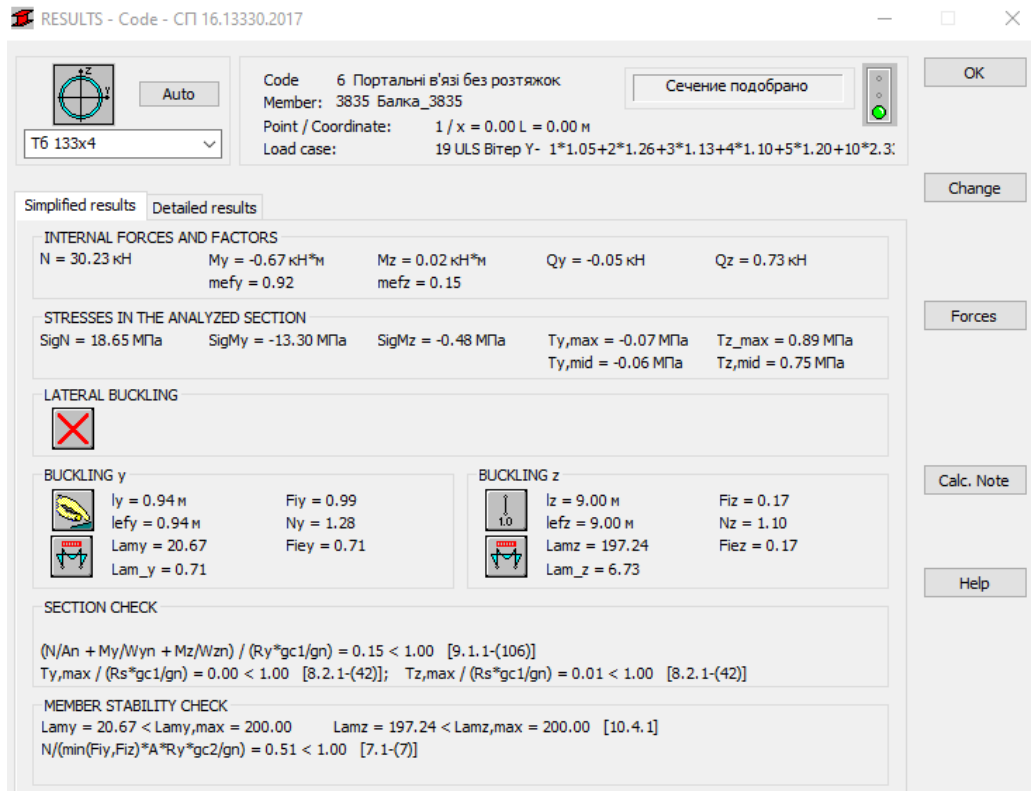 RESULTS - Code - СП 16.13330.2017
z
y
Auto
Тб 133x4
Code 6 Портальні в'язі без розтяжок
Member: 3835 Балка_3835
Point / Coordinate: 1 / x = 0.00 L = 0.00 м
Load case: 19 ULS Вітер Y- 1*1.05+2*1.26+3*1.13+4*1.10+5*1.20+10*2.3
Сечение подобрано
OK
Change
Forces
Calc. Note
Help
Simplified results Detailed results
INTERNAL FORCES AND FACTORS
N = 30.23 кН My = -0.67 кН*м Mz = 0.02 кН*м Qy = -0.05 кН Qz = 0.73 кН
mefy = 0.92 mefz = 0.15
STRESSES IN THE ANALYZED SECTION
SigN = 18.65 МПа SigMy = -13.30 МПа SigMz = -0.48 МПа Ty,max = -0.07 МПа Tz_max = 0.89 МПа
Ty,mid = -0.06 МПа Tz,mid = 0.75 МПа
LATERAL BUCKLING
BUCKLING y
ly = 0.94 м Fiy = 0.99
lefy = 0.94 м Ny = 1.28
Lamy = 20.67 Fiey = 0.71
Lam_y = 0.71
BUCKLING z
1.0
lz = 9.00 м Fiz = 0.17
lefz = 9.00 м Nz = 1.10
Lamz = 197.24 Fiez = 0.17
Lam_z = 6.73
SECTION CHECK
(N/An + My/Wyn + Mz/Wzn) / (Ry*gc1/gn) = 0.15 < 1.00 [9.1.1-(106)]
Ty,max / (Rs*gc1/gn) = 0.00 < 1.00 [8.2.1-(42)]; Tz,max / (Rs*gc1/gn) = 0.01 < 1.00 [8.2.1-(42)]
MEMBER STABILITY CHECK
Lamy = 20.67 < Lamy,max = 200.00 Lamz = 197.24 < Lamz,max = 200.00 [10.4.1]
N/(min(Fiy,Fiz)*A*Ry*gc2/gn) = 0.51 < 1.00 [7.1-(7)]